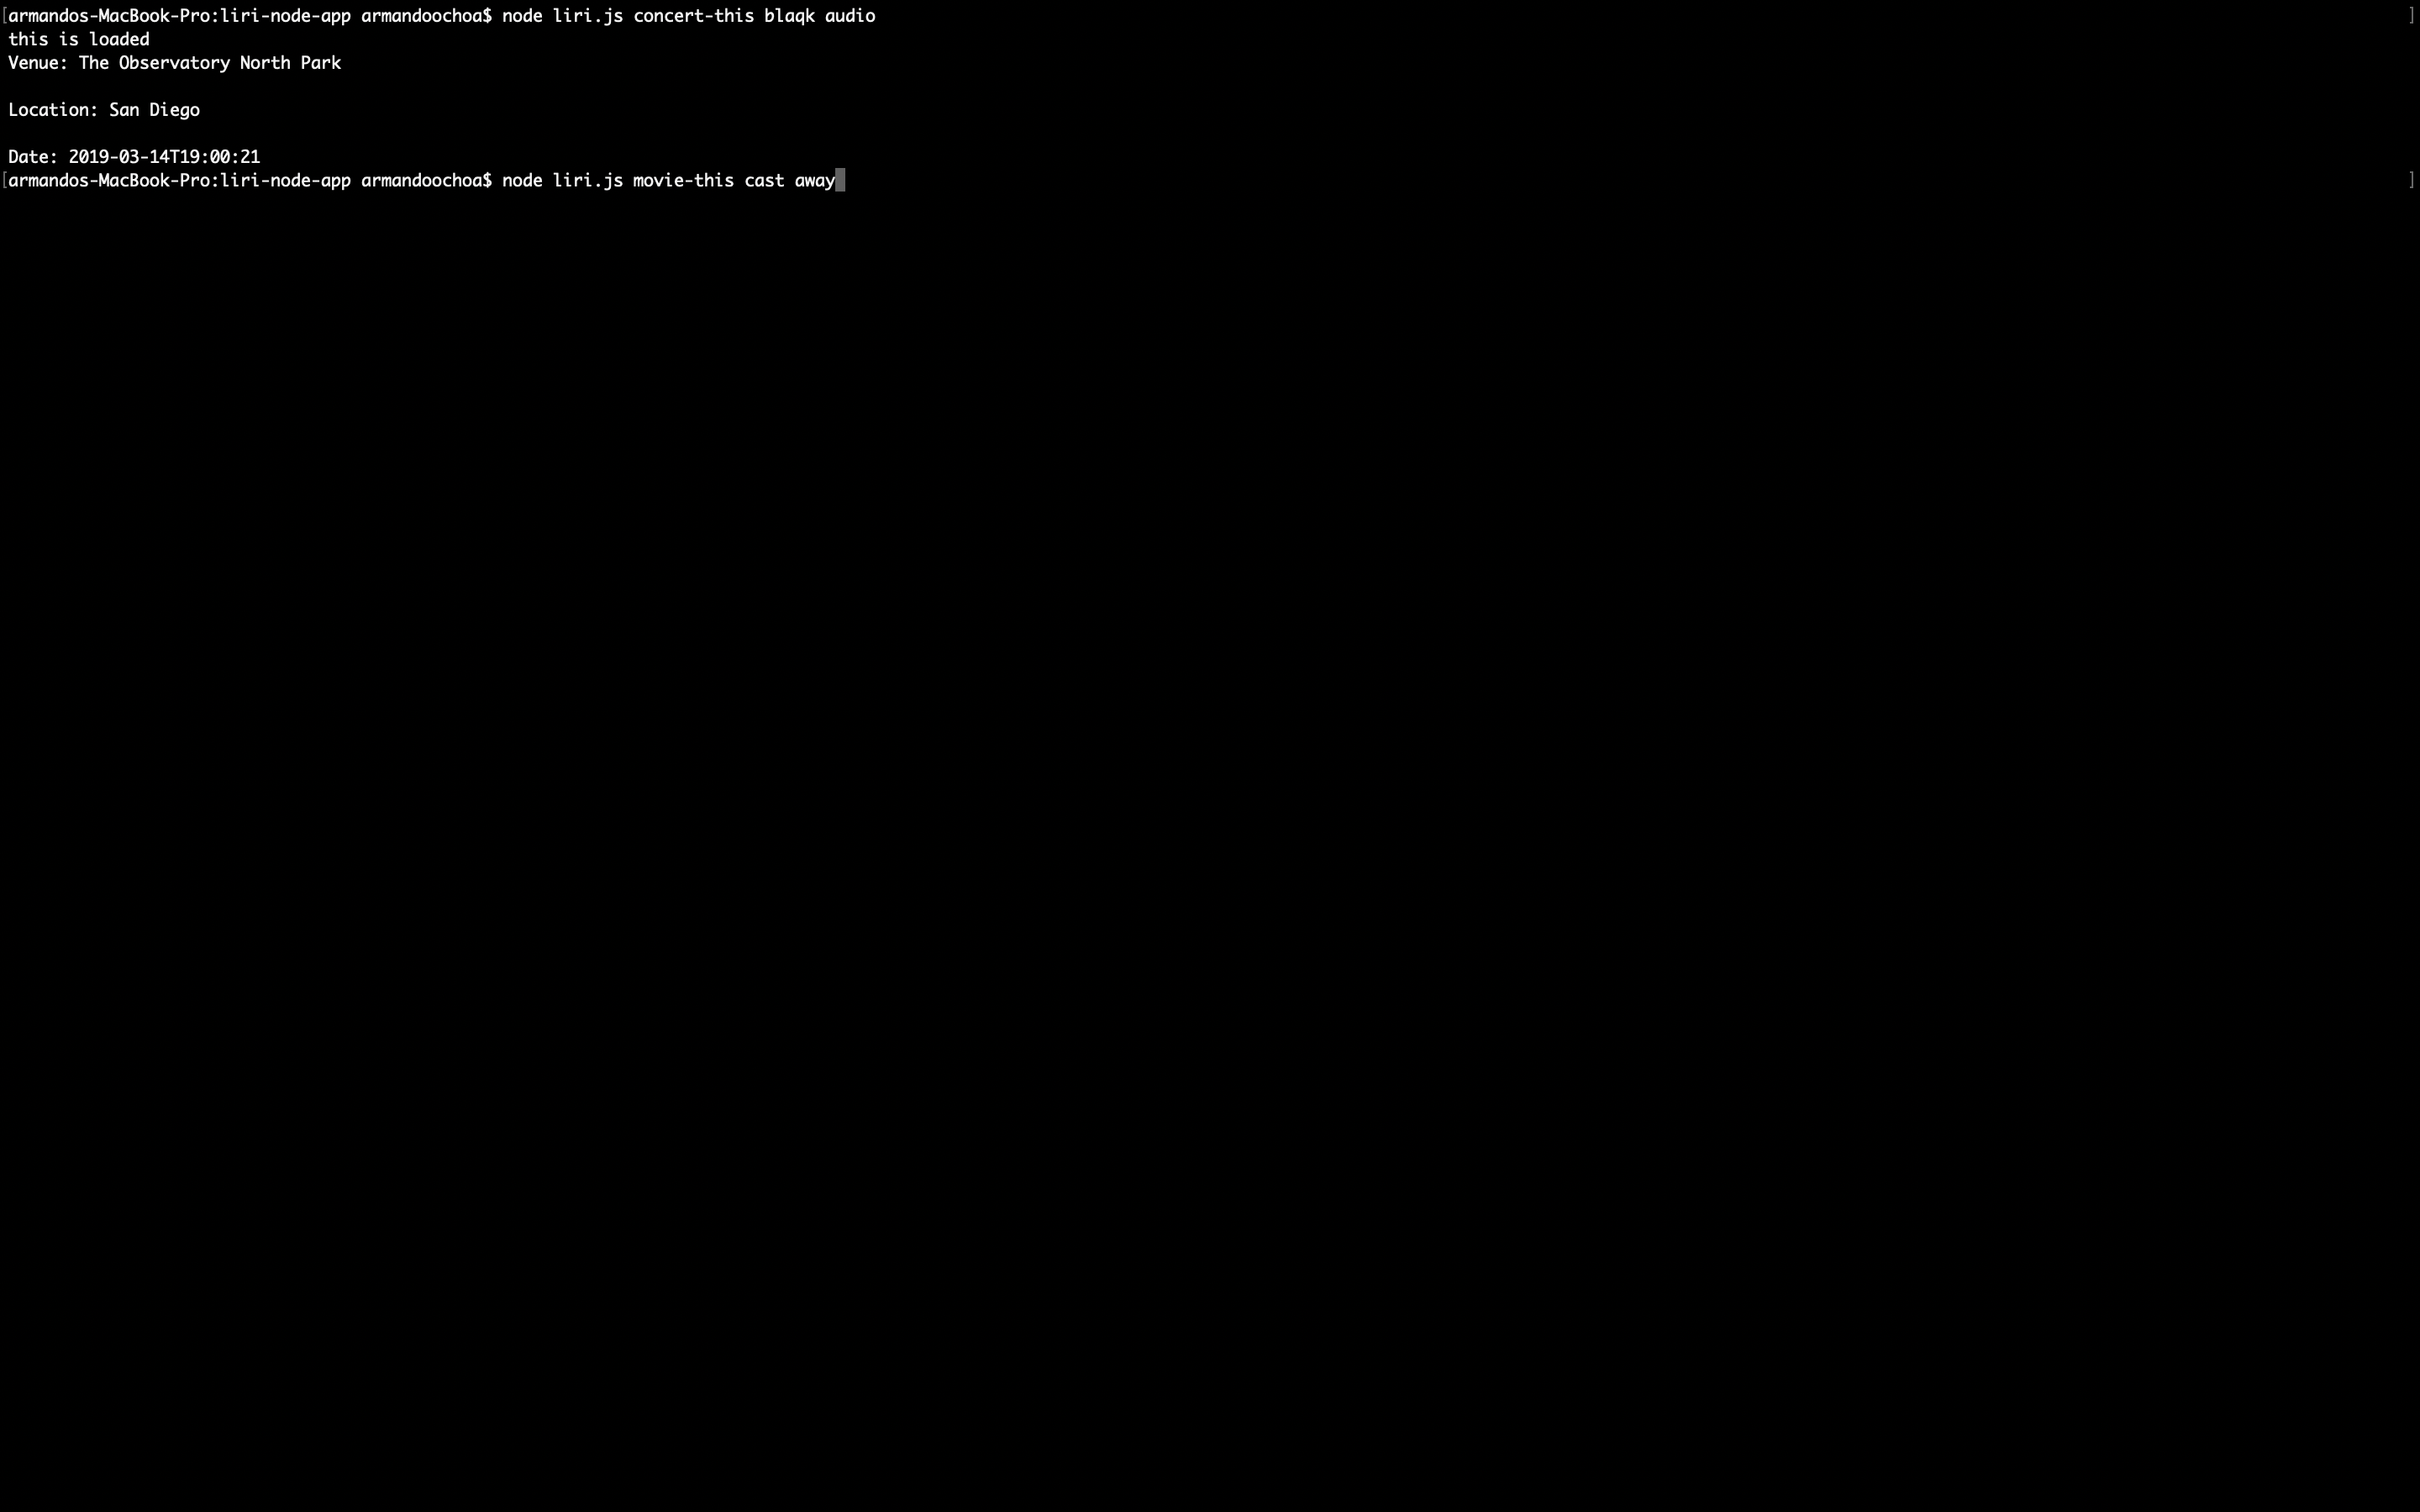 [armandos-MacBook-Pro:liri-node-app armandoochoa$ node liri.js concert-this blaqk audio ]
this is loaded
Venue: The Observatory North Park
Location: San Diego
Date: 2019-03-14T19:00:21
[armandos-MacBook-Pro:liri-node-app armandoochoa$ node liri.js movie-this cast away ]